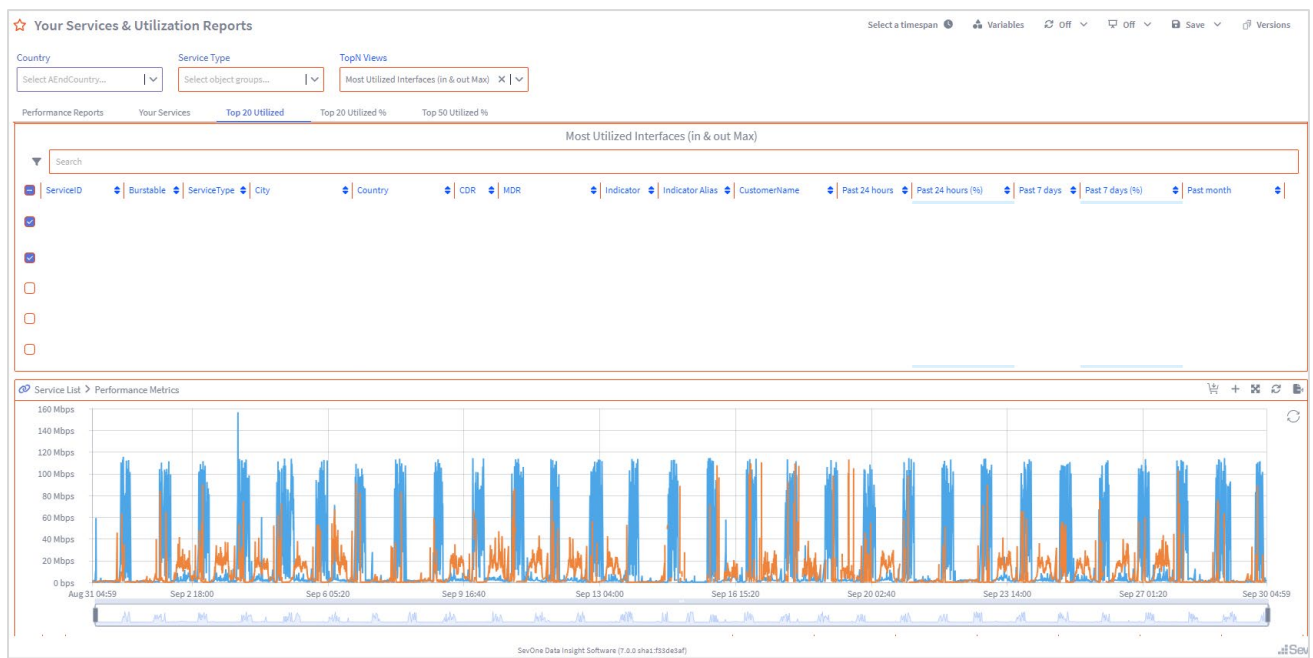 Your Services & Utilization Reports
Select a timespan Variables Off Off Save Versions
Country Service Type TopN Views
Select AEndCountry... Select object groups... Most Utilized Interfaces (in & out Max)
Performance Reports Your Services Top 20 Utilized Top 20 Utilized % Top 50 Utilized %
Most Utilized Interfaces (in & out Max)
Search
ServiceID Burstable ServiceType City Country CDR MDR Indicator Indicator Alias CustomerName Past 24 hours Past 24 hours (%) Past 7 days Past 7 days (%) Past month
Service List > Performance Metrics
160 Mbps
140 Mbps
120 Mbps
100 Mbps
80 Mbps
60 Mbps
40 Mbps
20 Mbps
0 bps
Aug 31 04:59 Sep 2 18:00 Sep 6 05:20 Sep 9 16:40 Sep 13 04:00 Sep 16 15:20 Sep 20 02:40 Sep 23 14:00 Sep 27 01:20 Sep 30 04:59
SevOne Data Insight Software (7.0.0 sha1:f33de3af)
Sev